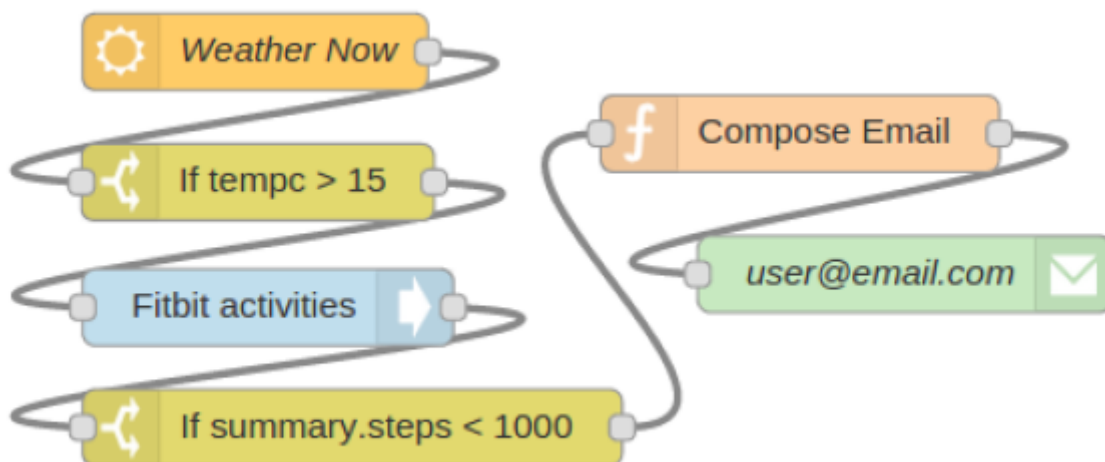 Weather Now
If tempc > 15
Fitbit activities
If summary.steps < 1000
Compose Email
user@email.com